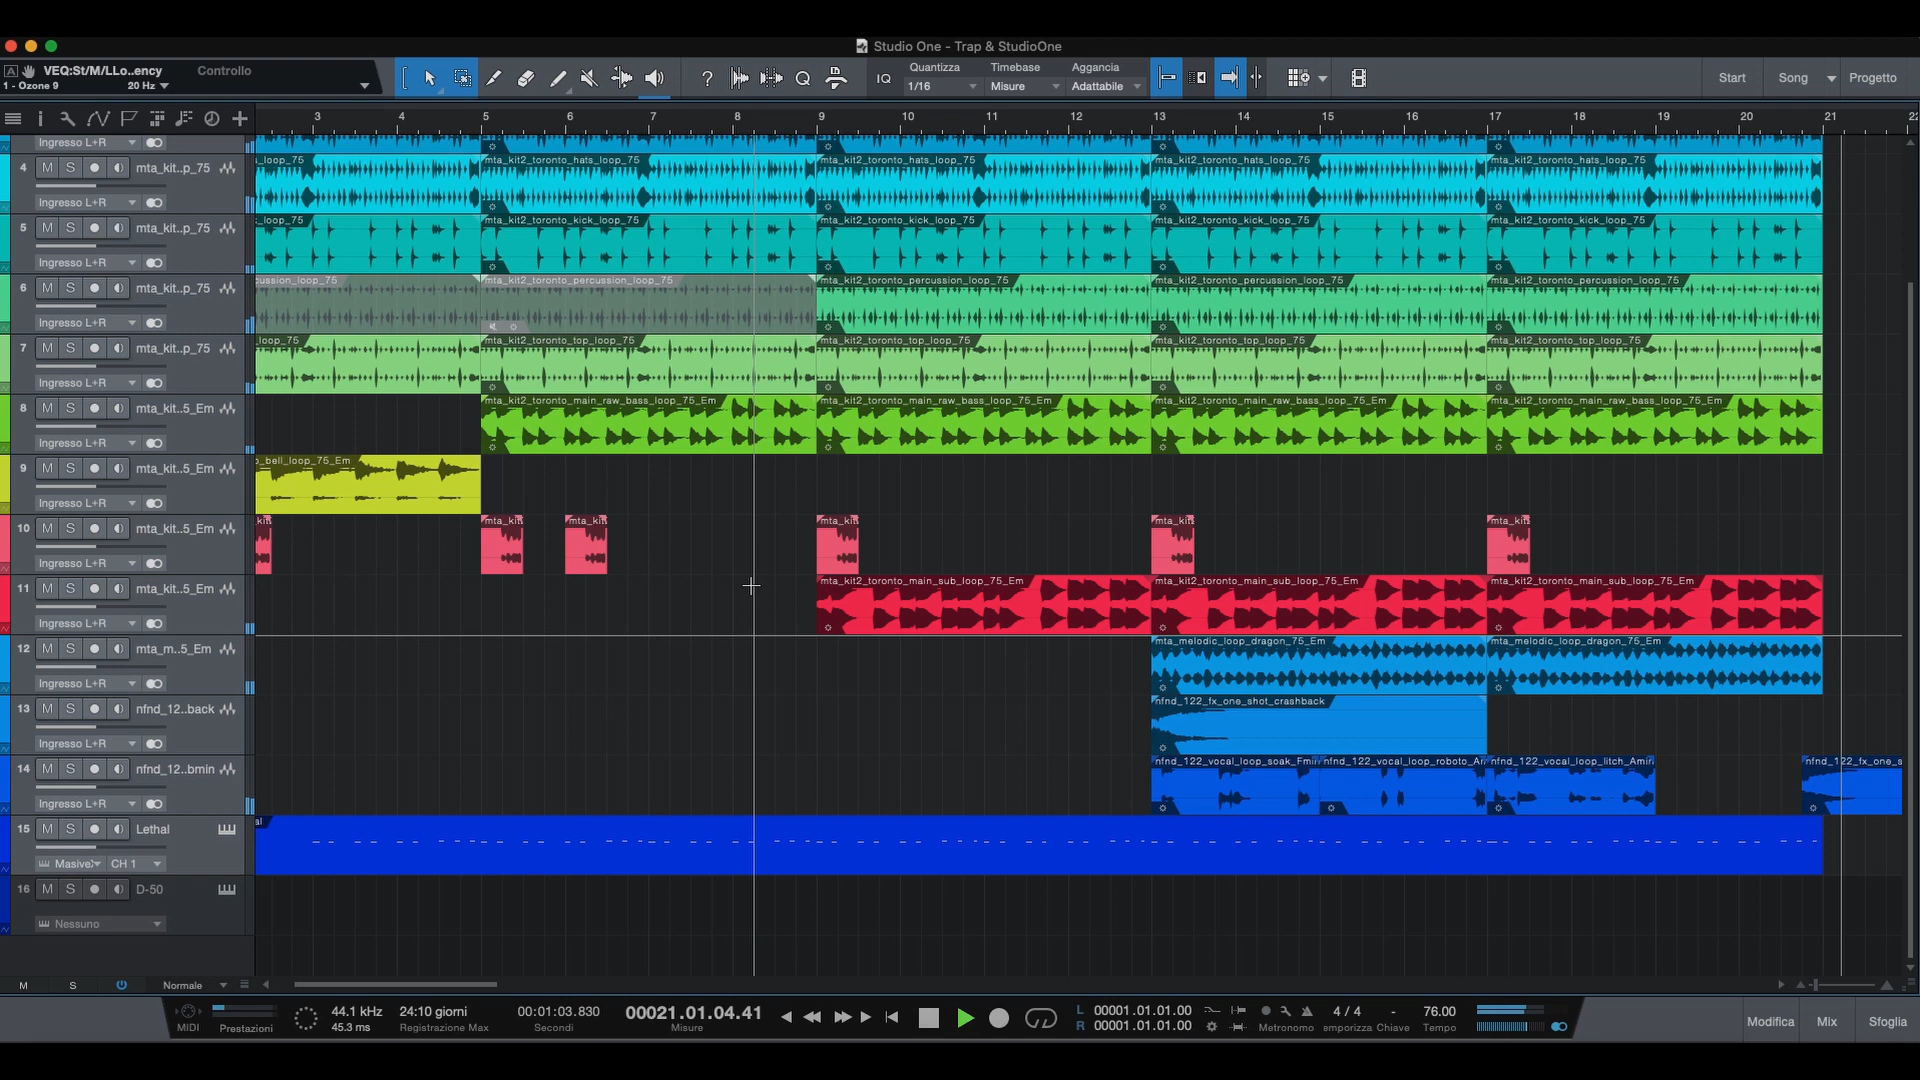 Studio One - Trap & StudioOne
A VEQ:St/M/LLo..ency Controllo
1 - Ozone 9 20 Hz
IQ Quantizza Timebase Aggancia
1/16 Misure Adattabile
Start Song Progetto
3 4 5 6 7 8 9 10 11 12 13 14 15 16 17 18 19 20 21 22
Ingresso L+R
4 M S mta_kit..p_75
Ingresso L+R
_loop_75 mta_kit2_toronto_hats_loop_75 mta_kit2_toronto_hats_loop_75 mta_kit2_toronto_hats_loop_75 mta_kit2_toronto_hats_loop_75
5 M S mta_kit..p_75
Ingresso L+R
_loop_75 mta_kit2_toronto_kick_loop_75 mta_kit2_toronto_kick_loop_75 mta_kit2_toronto_kick_loop_75 mta_kit2_toronto_kick_loop_75
6 M S mta_kit..p_75
Ingresso L+R
cussion_loop_75 mta_kit2_toronto_percussion_loop_75 mta_kit2_toronto_percussion_loop_75 mta_kit2_toronto_percussion_loop_75 mta_kit2_toronto_percussion_loop_75
7 M S mta_kit..p_75
Ingresso L+R
_loop_75 mta_kit2_toronto_top_loop_75 mta_kit2_toronto_top_loop_75 mta_kit2_toronto_top_loop_75 mta_kit2_toronto_top_loop_75
8 M S mta_kit..5_Em
Ingresso L+R
mta_kit2_toronto_main_raw_bass_loop_75_Em mta_kit2_toronto_main_raw_bass_loop_75_Em mta_kit2_toronto_main_raw_bass_loop_75_Em mta_kit2_toronto_main_raw_bass_loop_75_Em
9 M S mta_kit..5_Em
Ingresso L+R
o_bell_loop_75_Em
10 M S mta_kit..5_Em
Ingresso L+R
kit mta_kit mta_kit mta_kit mta_kit mta_kit
11 M S mta_kit..5_Em
Ingresso L+R
mta_kit2_toronto_main_sub_loop_75_Em mta_kit2_toronto_main_sub_loop_75_Em mta_kit2_toronto_main_sub_loop_75_Em
12 M S mta_m..5_Em
Ingresso L+R
mta_melodic_loop_dragon_75_Em mta_melodic_loop_dragon_75_Em
13 M S nfnd_12..back
Ingresso L+R
nfnd_122_fx_one_shot_crashback
14 M S nfnd_12..bmin
Ingresso L+R
nfnd_122_vocal_loop_soak_Fmi nfnd_122_vocal_loop_roboto_A nfnd_122_vocal_loop_litch_Ami nfnd_122_fx_one_s
15 M S Lethal
Masive CH 1
al
16 M S D-50
Nessuno
M S Normale
MIDI Prestazioni
44.1 kHz 24:10 giorni 00:01:03.830 00021.01.04.41
45.3 ms Registrazione Max Secondi Misure
L 00001.01.01.00
R 00001.01.01.00
Metronomo
4 / 4 - 76.00
emporizza Chiave Tempo
Modifica Mix Sfoglia